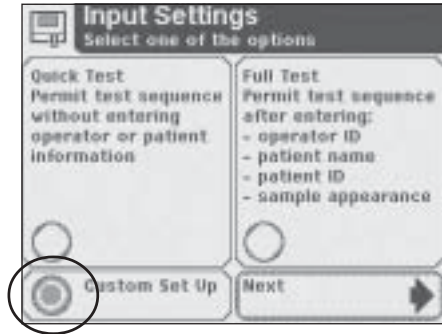 Input Settings
Select one of the options
Quick Test
Permit test sequence
without entering
operator or patient
information
Full Test
Permit test sequence
after entering:
- operator ID
- patient name
- patient ID
- sample appearance
Custom Set Up
Next